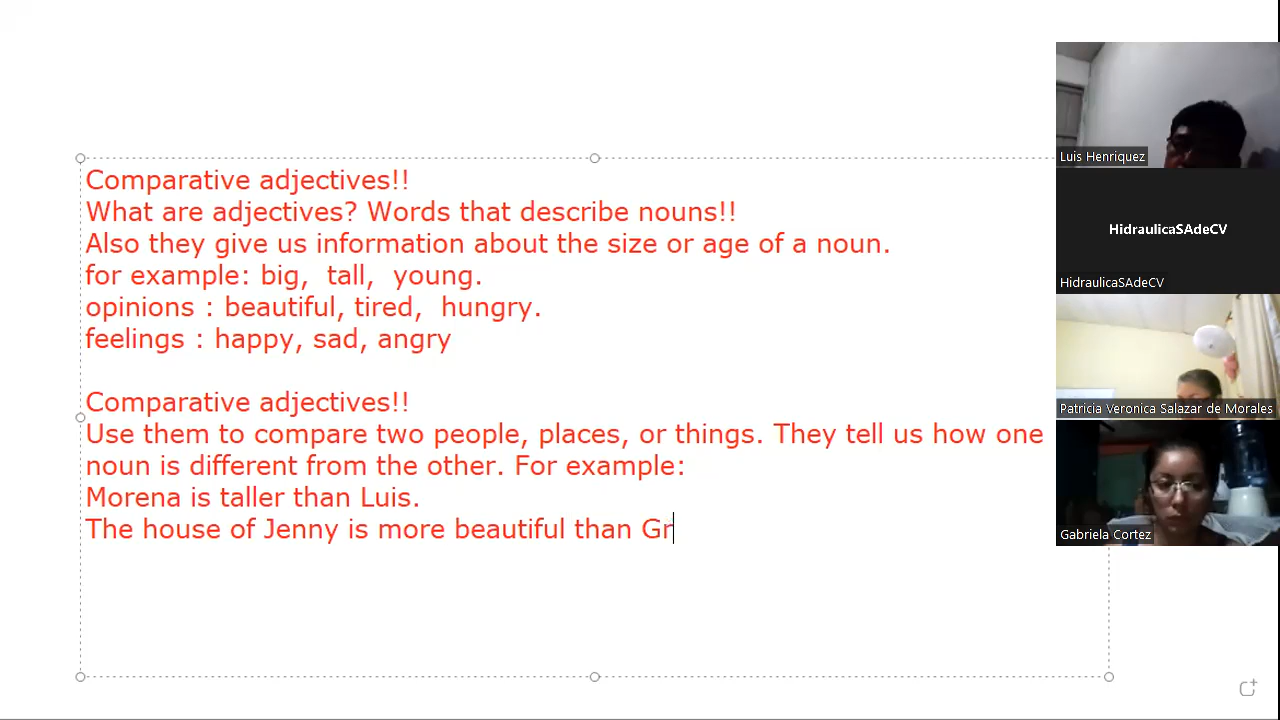 Comparative adjectives!!
What are adjectives? Words that describe nouns!!
Also they give us information about the size or age of a noun.
for example: big,  tall,  young.
opinions : beautiful, tired,  hungry.
feelings : happy, sad, angry
Comparative adjectives!!
Use them to compare two people, places, or things. They tell us how one
noun is different from the other. For example:
Morena is taller than Luis.
The house of Jenny is more beautiful than Gr
Luis Henriquez
HidraulicaSAdeCV
HidraulicaSAdeCV
Patricia Veronica Salazar de Morales
Gabriela Cortez